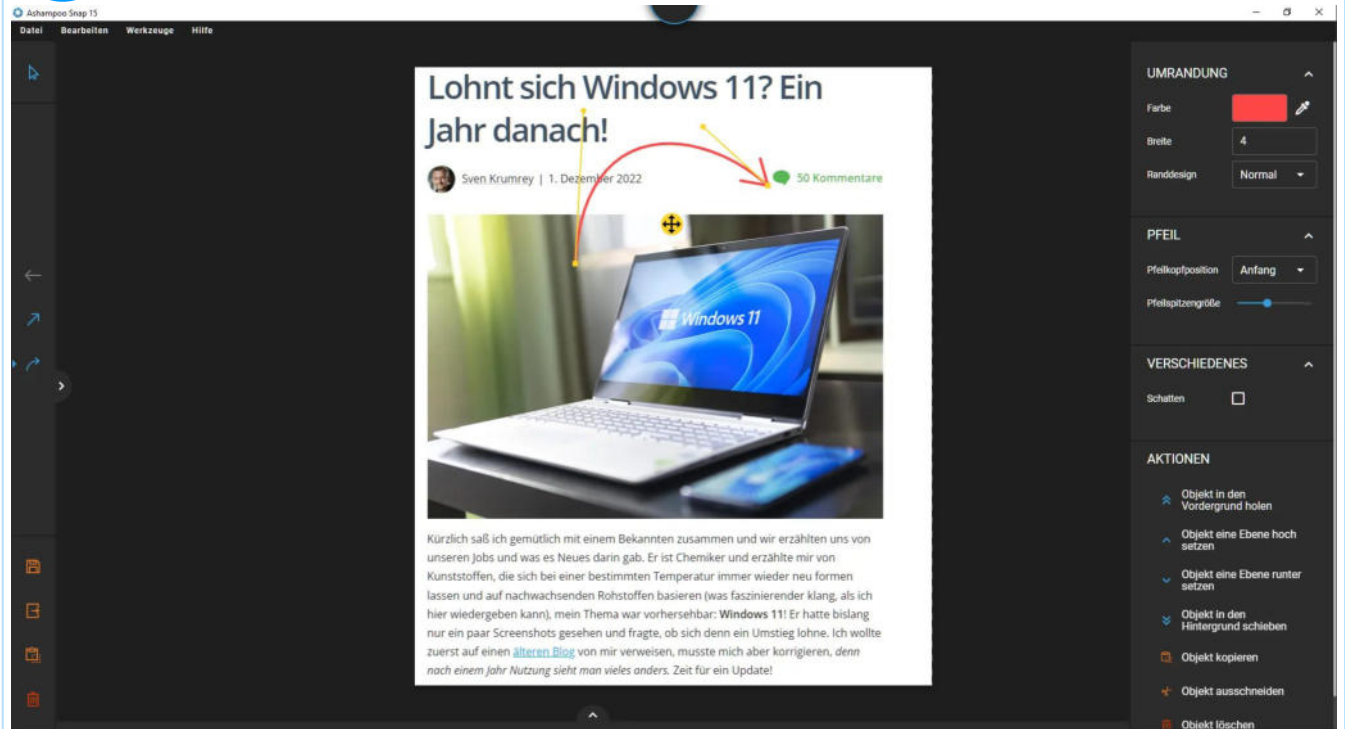 Ashampoo Snap 15
Datei Bearbeiten Werkzeuge Hilfe
Lohnt sich Windows 11? Ein
Jahr danach!
Sven Krumrey | 1. Dezember 2022
50 Kommentare
Windows 11
Kürzlich saß ich gemütlich mit einem Bekannten zusammen und wir erzählten uns von
unseren Jobs und was es Neues darin gab. Er ist Chemiker und erzählte mir von
Kunststoffen, die sich bei einer bestimmten Temperatur immer wieder neu formen
lassen und auf nachwachsenden Rohstoffen basieren (was faszinierender klang, als ich
hier wiedergeben kann), mein Thema war vorhersehbar: Windows 11! Er hatte bislang
nur ein paar Screenshots gesehen und fragte, ob sich denn ein Umstieg lohne. Ich wollte
zuerst auf einen älteren Blog von mir verweisen, musste mich aber korrigieren, denn
nach einem Jahr Nutzung sieht man vieles anders. Zeit für ein Update!
UMRANDUNG
Farbe
Breite 4
Randdesign Normal
PFEIL
Pfeilkopfposition Anfang
Pfeilspitzengröße
VERSCHIEDENES
Schatten
AKTIONEN
Objekt in den
Vordergrund holen
Objekt eine Ebene hoch
setzen
Objekt eine Ebene runter
setzen
Objekt in den
Hintergrund schieben
Objekt kopieren
Objekt ausschneiden
Objekt löschen